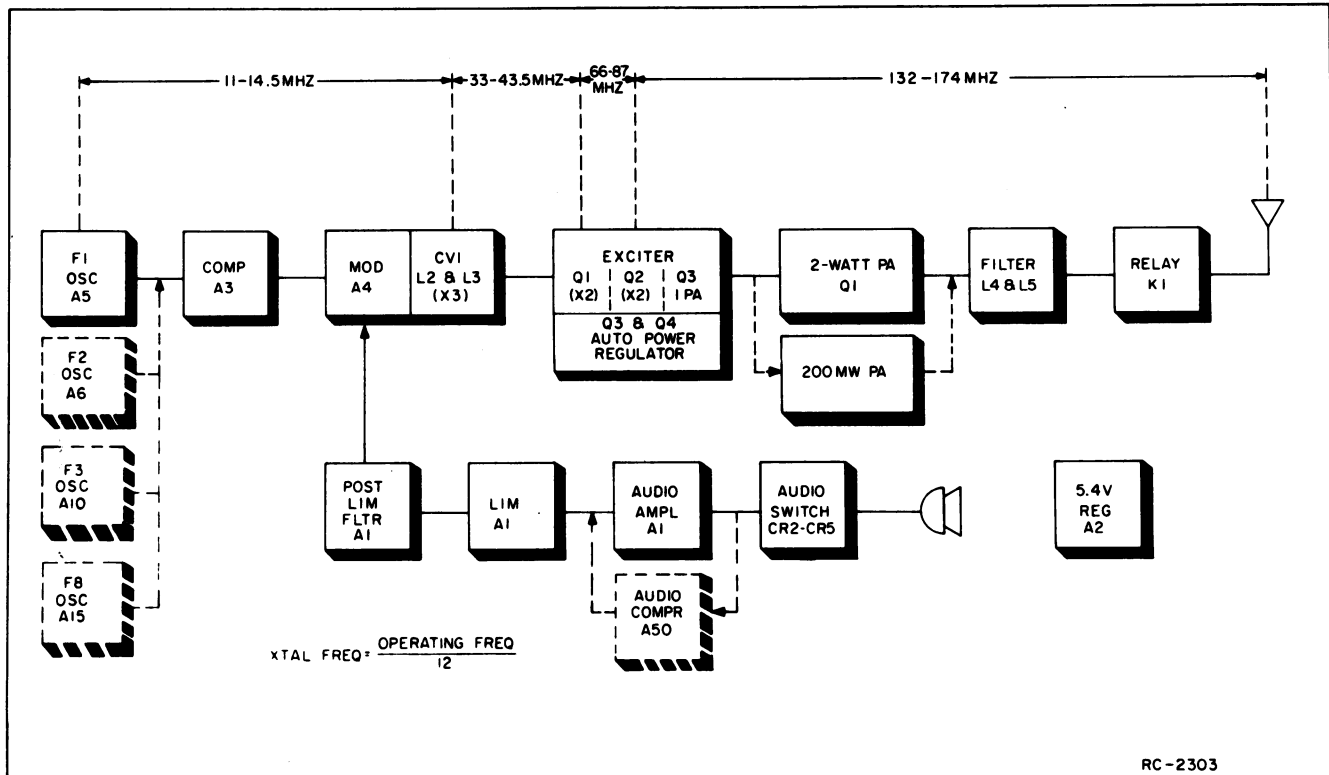 11-14.5MHZ
33-43.5MHZ
66-87
MHZ
132-174MHZ
F1
OSC
A5
COMP
A3
MOD
A4
CV1
L2 & L3
(X3)
EXCITER
Q1
(X2)
Q2
(X2)
Q3
1 PA
Q3 & Q4
AUTO POWER
REGULATOR
2-WATT PA
Q1
FILTER
L4 & L5
RELAY
K1
200 MW PA
F2
OSC
A6
F3
OSC
A10
F8
OSC
A15
POST
LIM
FLTR
A1
LIM
A1
AUDIO
AMPL
A1
AUDIO
SWITCH
CR2-CR5
5.4V
REG
A2
AUDIO
COMPR
A50
XTAL FREQ= OPERATING FREQ
12
RC-2303